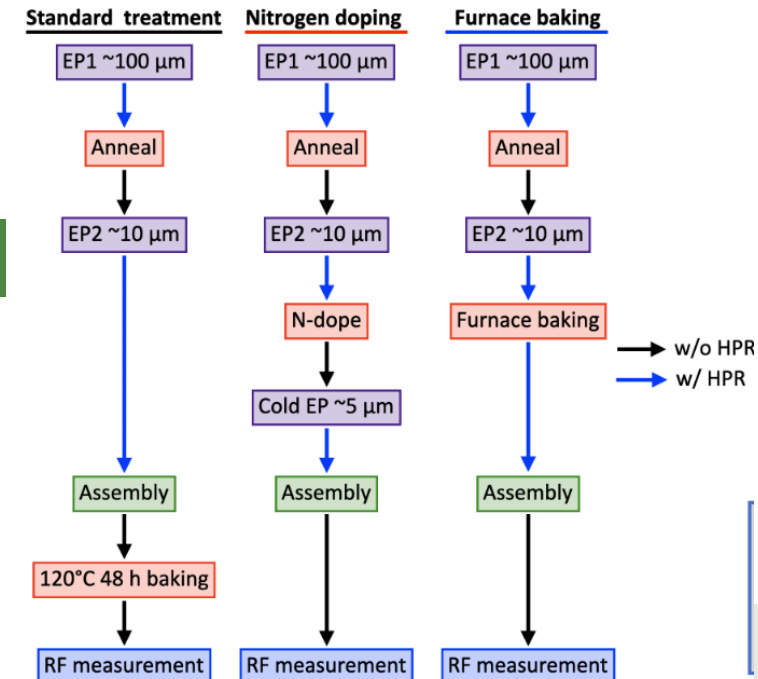 Standard treatment
Nitrogen doping
Furnace baking
EP1 ~100 μm
EP1 ~100 μm
EP1 ~100 μm
Anneal
Anneal
Anneal
EP2 ~10 μm
EP2 ~10 μm
EP2 ~10 μm
N-dope
Furnace baking
w/o HPR
w/ HPR
Cold EP ~5 μm
Assembly
Assembly
Assembly
120°C 48 h baking
RF measurement
RF measurement
RF measurement